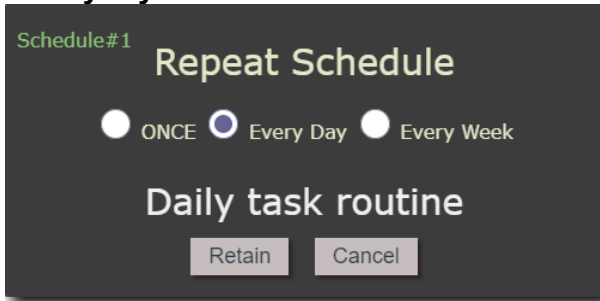 Schedule#1
Repeat Schedule
ONCE Every Day Every Week
Daily task routine
Retain Cancel